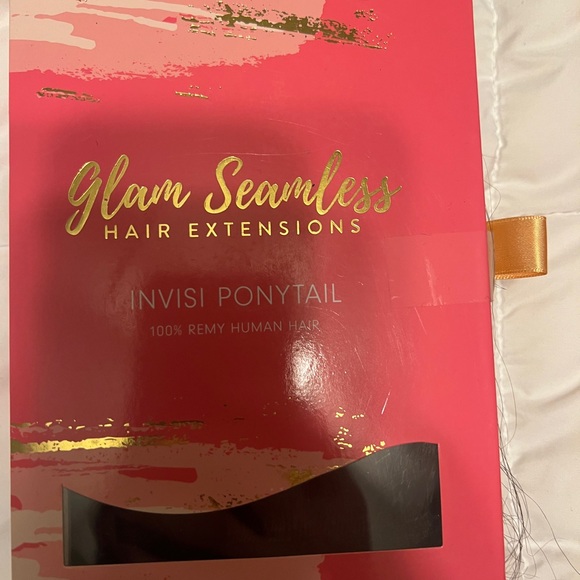 Glam Seamless
HAIR EXTENSIONS
INVISI PONYTAIL
100% REMY HUMAN HAIR